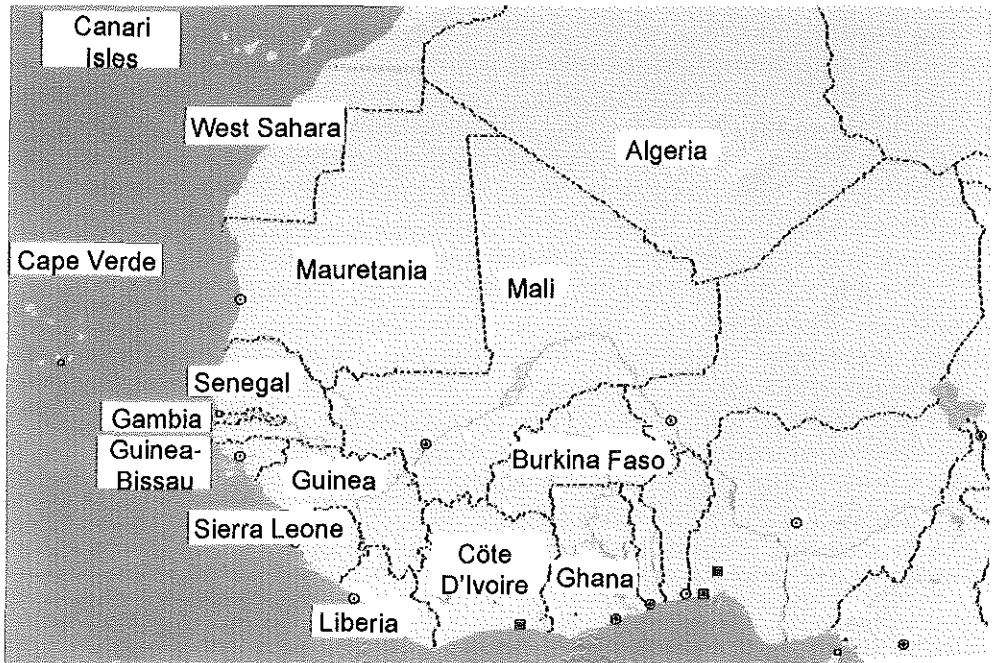 Canari
Isles
West Sahara
Algeria
Cape Verde
Mauretania
Mali
Senegal
Gambia
Guinea-
Bissau
Guinea
Burkina Faso
Sierra Leone
Cöte
D'Ivoire
Ghana
Liberia